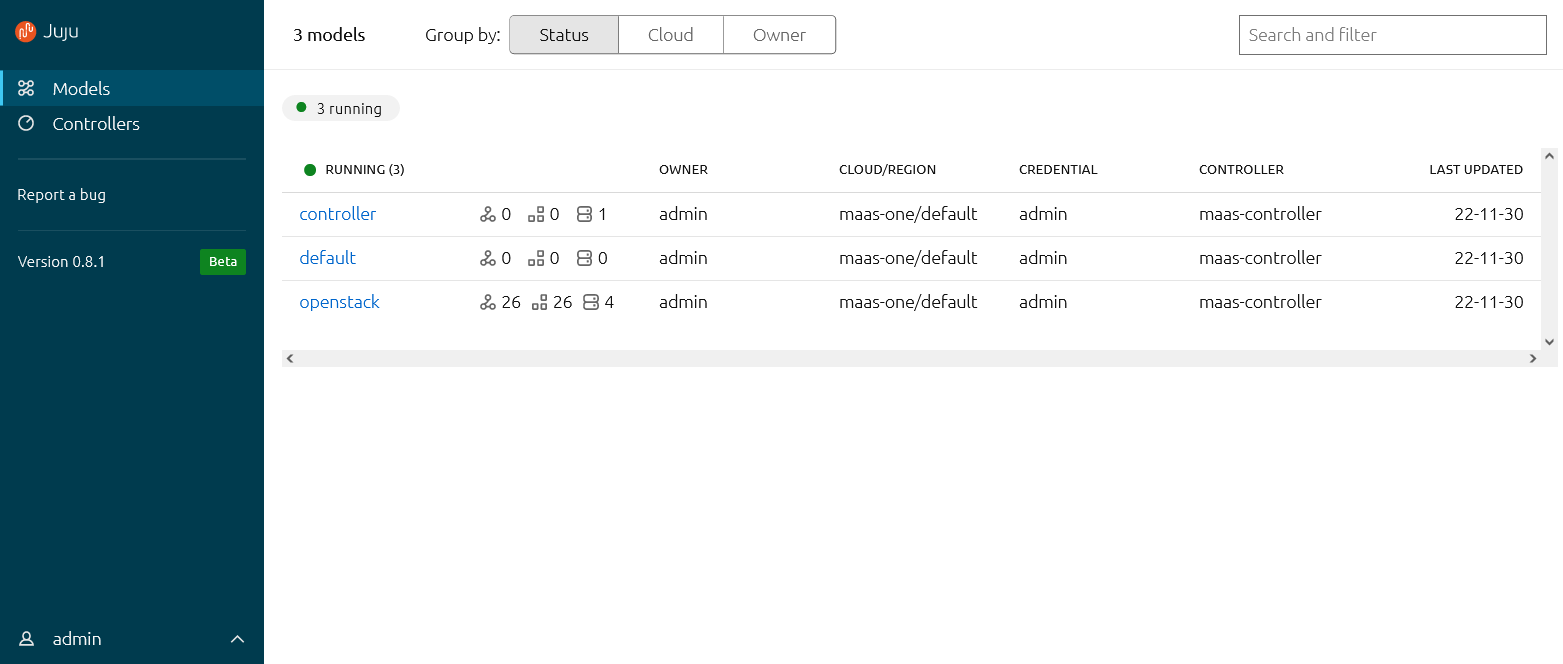 Juju
Models
Controllers
Report a bug
Version 0.8.1 Beta
admin
3 models Group by: Status Cloud Owner Search and filter
3 running
RUNNING (3) OWNER CLOUD/REGION CREDENTIAL CONTROLLER LAST UPDATED
controller 0 0 1 admin maas-one/default admin maas-controller 22-11-30
default 0 0 0 admin maas-one/default admin maas-controller 22-11-30
openstack 26 26 4 admin maas-one/default admin maas-controller 22-11-30